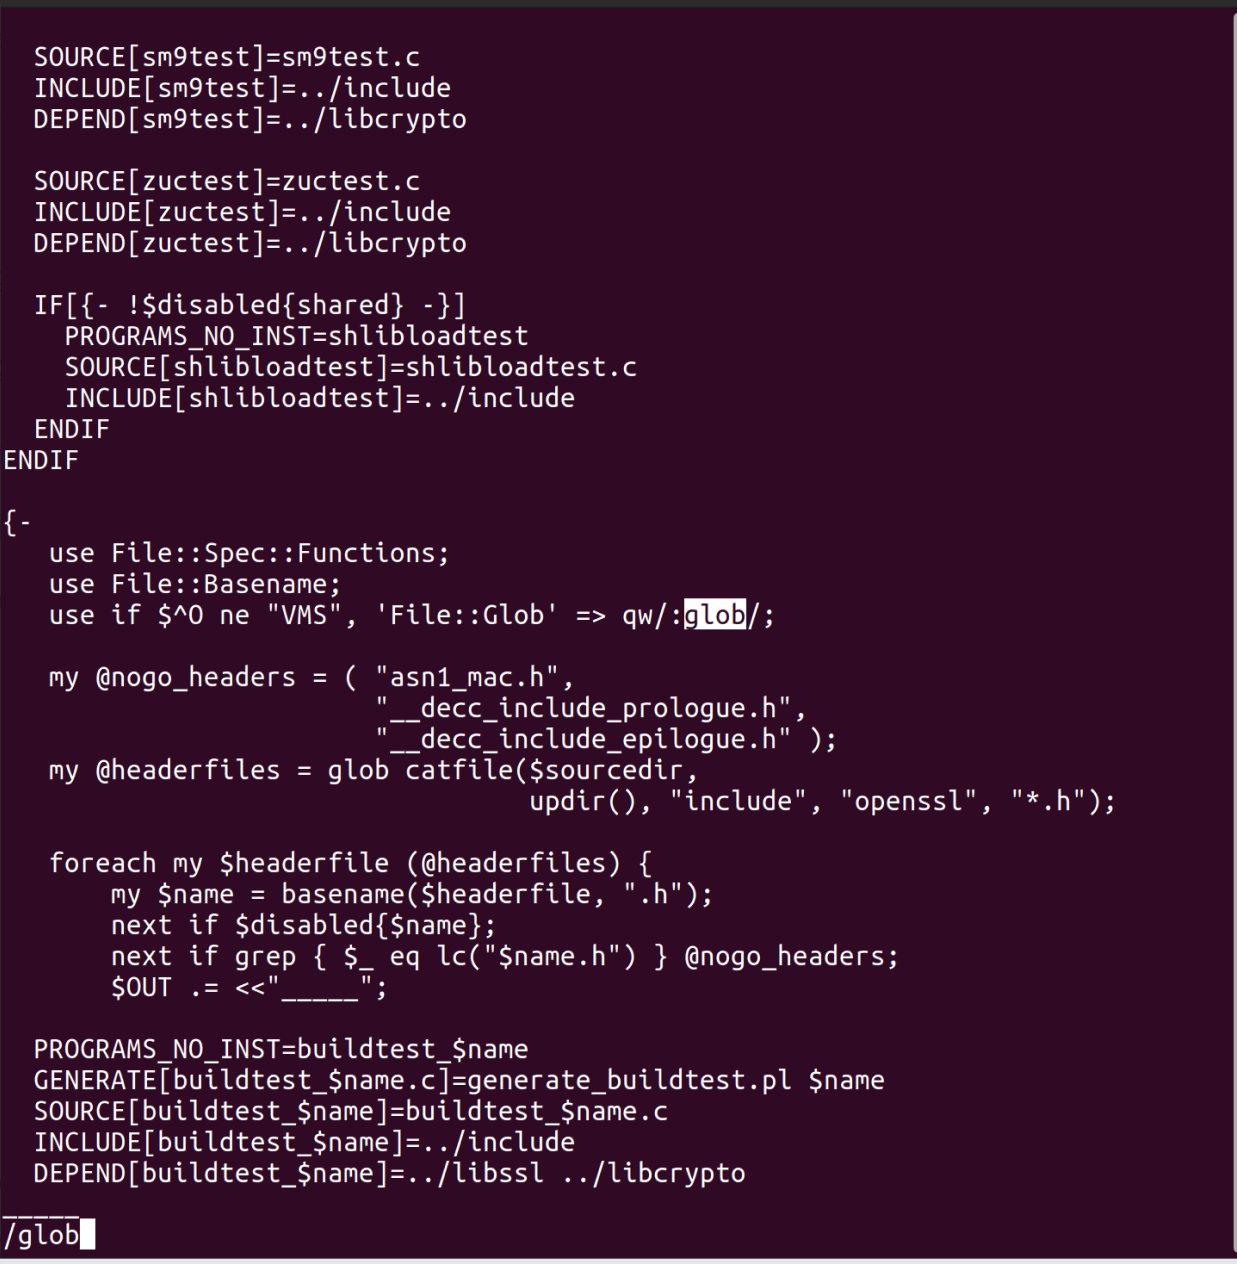 SOURCE[sm9test]=sm9test.c
  INCLUDE[sm9test]=../include
  DEPEND[sm9test]=../libcrypto

  SOURCE[zuctest]=zuctest.c
  INCLUDE[zuctest]=../include
  DEPEND[zuctest]=../libcrypto

  IF[{- !$disabled{shared} -}]
    PROGRAMS_NO_INST=shlibloadtest
    SOURCE[shlibloadtest]=shlibloadtest.c
    INCLUDE[shlibloadtest]=../include
  ENDIF
ENDIF

{-
   use File::Spec::Functions;
   use File::Basename;
   use if $^O ne "VMS", 'File::Glob' => qw/:glob/;

   my @nogo_headers = ( "asn1_mac.h",
                        "__decc_include_prologue.h",
                        "__decc_include_epilogue.h" );
   my @headerfiles = glob catfile($sourcedir,
                                  updir(), "include", "openssl", "*.h");

   foreach my $headerfile (@headerfiles) {
       my $name = basename($headerfile, ".h");
       next if $disabled{$name};
       next if grep { $_ eq lc("$name.h") } @nogo_headers;
       $OUT .= <<"_____";

  PROGRAMS_NO_INST=buildtest_$name
  GENERATE[buildtest_$name.c]=generate_buildtest.pl $name
  SOURCE[buildtest_$name]=buildtest_$name.c
  INCLUDE[buildtest_$name]=../include
  DEPEND[buildtest_$name]=../libssl ../libcrypto
_____
/glob